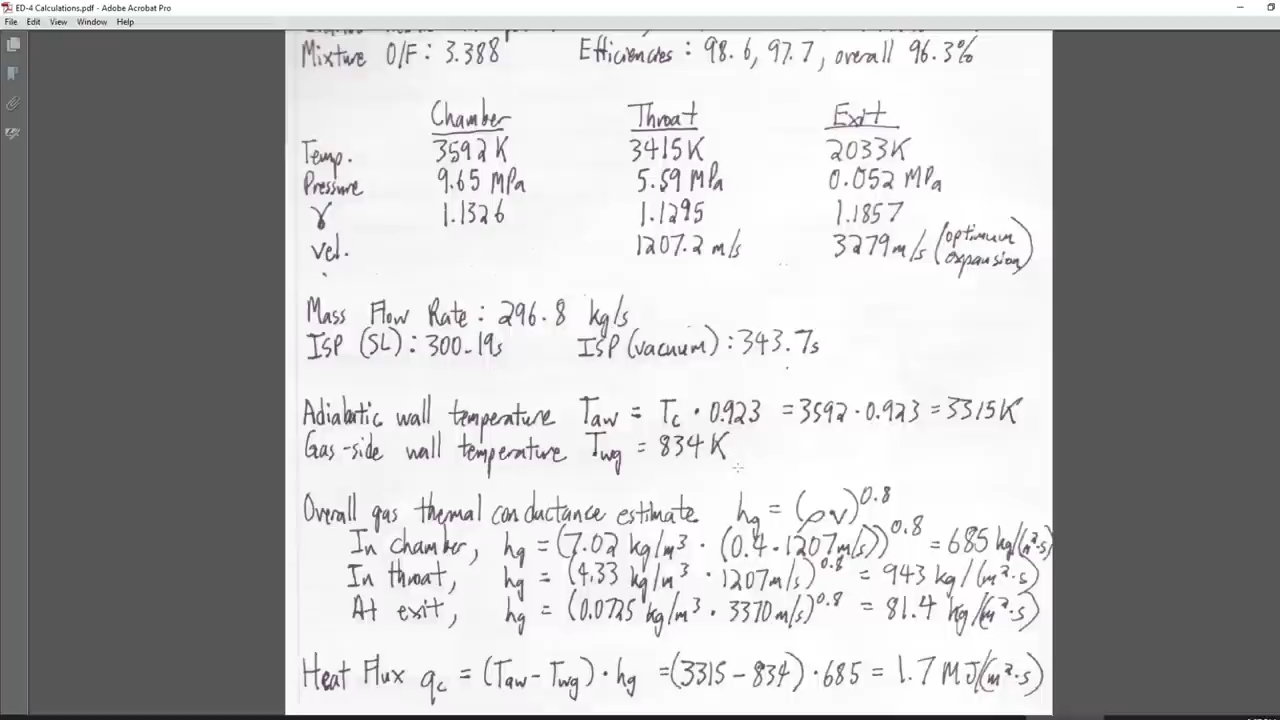 ED-4 Calculations.pdf - Adobe Acrobat Pro
File Edit View Window Help
Mixture O/F : 3.388 Efficiencies : 98.6, 97.7, overall 96.3%
Chamber Throat Exit
Temp. 3592 K 3415K 2033K
Pressure 9.65 MPa 5.59 MPa 0.052 MPa
γ 1.1326 1.1295 1.1857
Vel. 1207.2 m/s 3279m/s (optimum expansion)
Mass Flow Rate : 296.8 kg/s
ISP (SL) : 300.19s ISP (vacuum) : 343.7s
Adiabatic wall temperature Taw = Tc · 0.923 = 3592 · 0.923 = 3315K
Gas-side wall temperature Twg = 834 K
Overall gas thermal conductance estimate hg = (ρv)^0.8
In chamber, hg = (7.02 kg/m³ · (0.4 · 1207m/s))^0.8 = 685 kg/(m²·s)
In throat, hg = (4.33 kg/m³ · 1207m/s)^0.8 = 943 kg/(m²·s)
At exit, hg = (0.0725 kg/m³ · 3370m/s)^0.8 = 81.4 kg/(m²·s)
Heat Flux qc = (Taw - Twg) · hg = (3315 - 834) · 685 = 1.7 MJ/(m²·s)